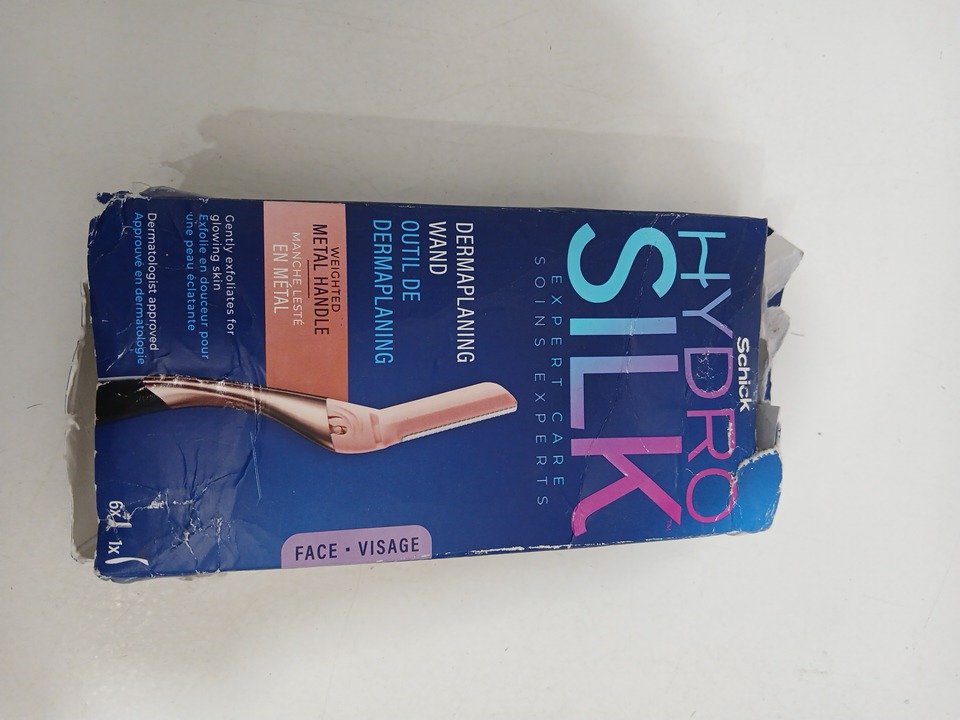 Schick
HYDRO
SILK™
EXPERT CARE
SOINS EXPERTS
DERMAPLANING
WAND
OUTIL DE
DERMAPLANING
WEIGHTED
METAL HANDLE
MANCHE LESTÉ
EN MÉTAL
Gently exfoliates for
glowing skin
Exfolie en douceur pour
une peau éclatante
Dermatologist approved
Approuvé en dermatologie
FACE • VISAGE
6x 1x